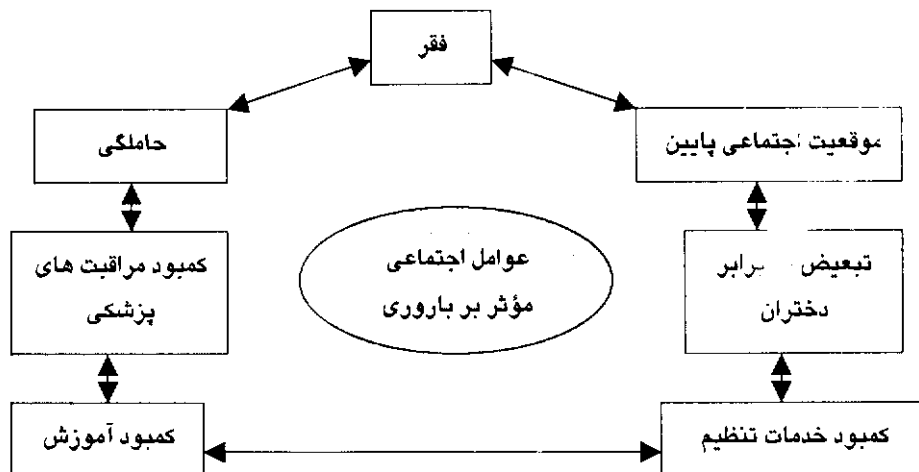 فقر
موقعیت اجتماعی پایین
حاملگی
تبعیض برابر
دختران
عوامل اجتماعی
مؤثر بر باروری
کمبود مراقبت های
پزشکی
کمبود خدمات تنظیم
کمبود آموزش